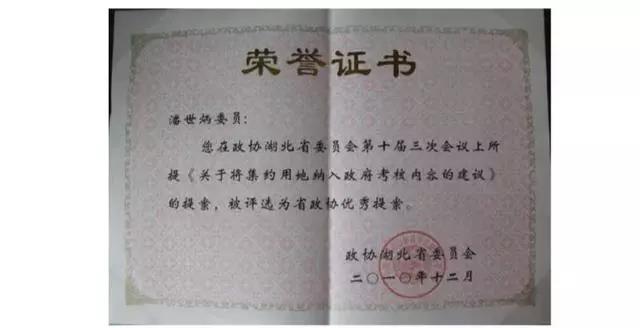 荣誉证书
潘世炳委员:
您在政协湖北省委员会第十届三次会议上所
提《关于将集约用地纳入政府考核内容的建议》
的提案,被评选为省政协优秀提案。
政协湖北省委员会
二〇一〇年十二月